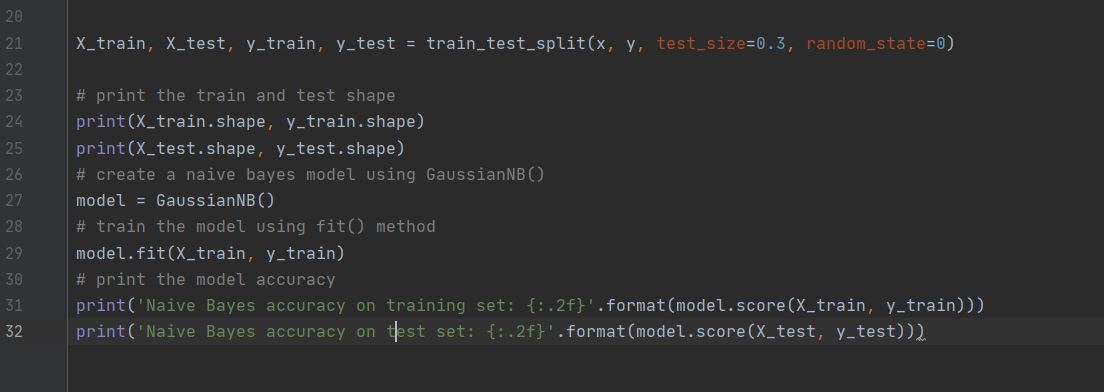 20
21 X_train, X_test, y_train, y_test = train_test_split(x, y, test_size=0.3, random_state=0)
22
23 # print the train and test shape
24 print(X_train.shape, y_train.shape)
25 print(X_test.shape, y_test.shape)
26 # create a naive bayes model using GaussianNB()
27 model = GaussianNB()
28 # train the model using fit() method
29 model.fit(X_train, y_train)
30 # print the model accuracy
31 print('Naive Bayes accuracy on training set: {:.2f}'.format(model.score(X_train, y_train)))
32 print('Naive Bayes accuracy on test set: {:.2f}'.format(model.score(X_test, y_test)))